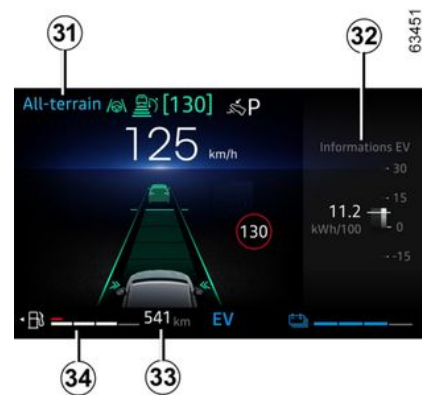 31
32
63451
All-terrain [130] P
125 km/h
Informations EV
30
15
11.2
kWh/100
0
-15
130
541 km EV
34
33